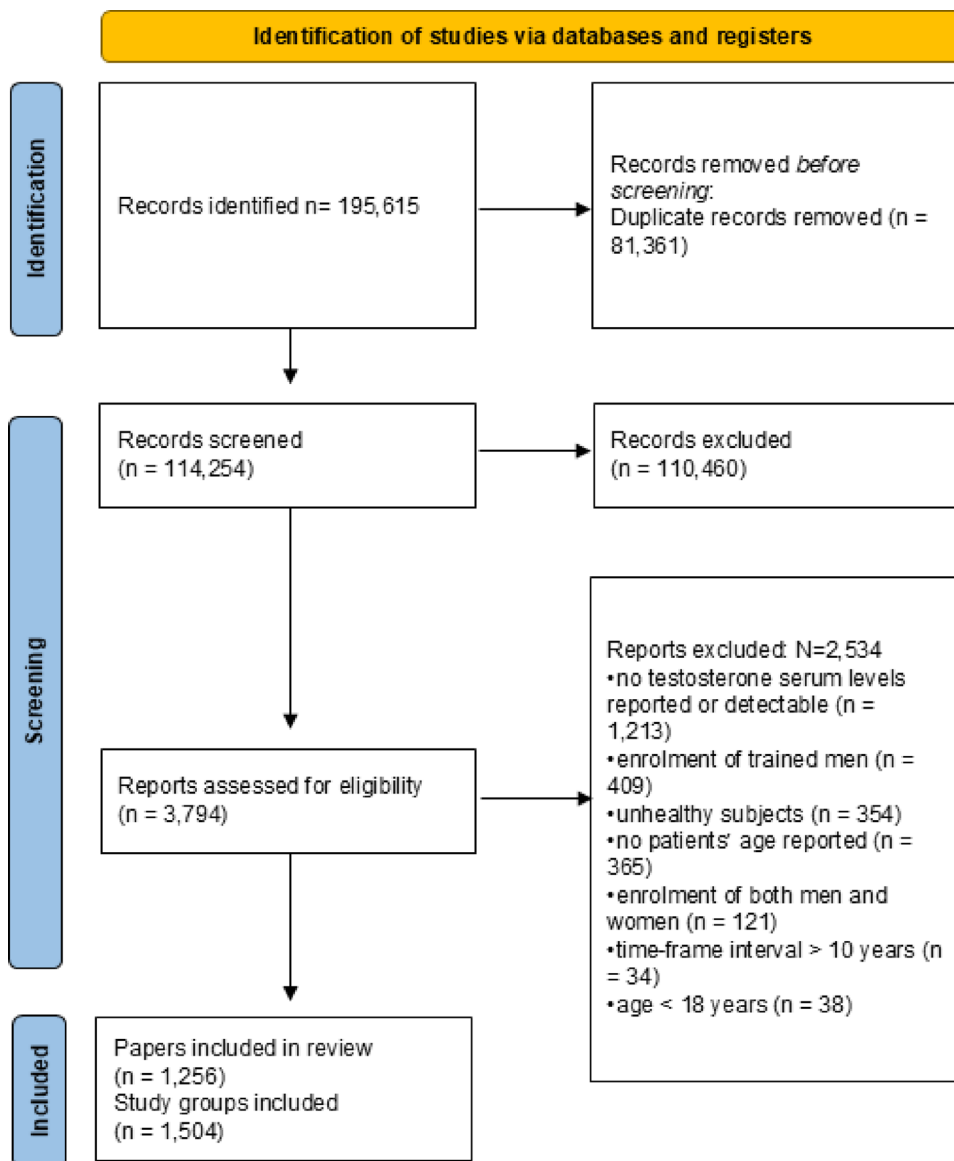 Identification of studies via databases and registers
Identification
Records identified n= 195,615
Records removed before
screening:
Duplicate records removed (n =
81,361)
Screening
Records screened
(n = 114,254)
Records excluded
(n = 110,460)
Reports assessed for eligibility
(n = 3,794)
Reports excluded: N=2,534
•no testosterone serum levels
reported or detectable (n =
1,213)
•enrolment of trained men (n =
409)
•unhealthy subjects (n = 354)
•no patients' age reported (n =
365)
•enrolment of both men and
women (n = 121)
•time-frame interval > 10 years (n
= 34)
•age < 18 years (n = 38)
Included
Papers included in review
(n = 1,256)
Study groups included
(n = 1,504)